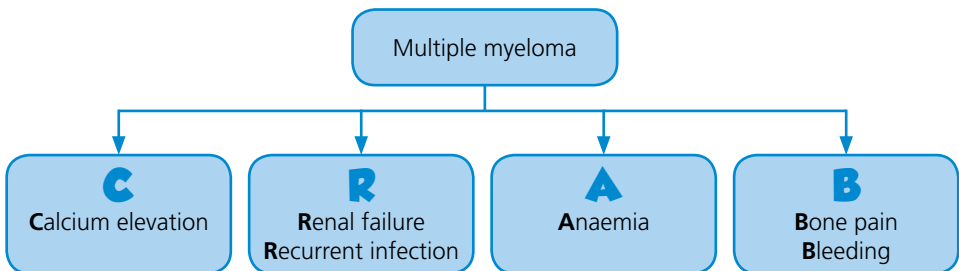 Multiple myeloma
C
Calcium elevation
R
Renal failure
Recurrent infection
A
Anaemia
B
Bone pain
Bleeding